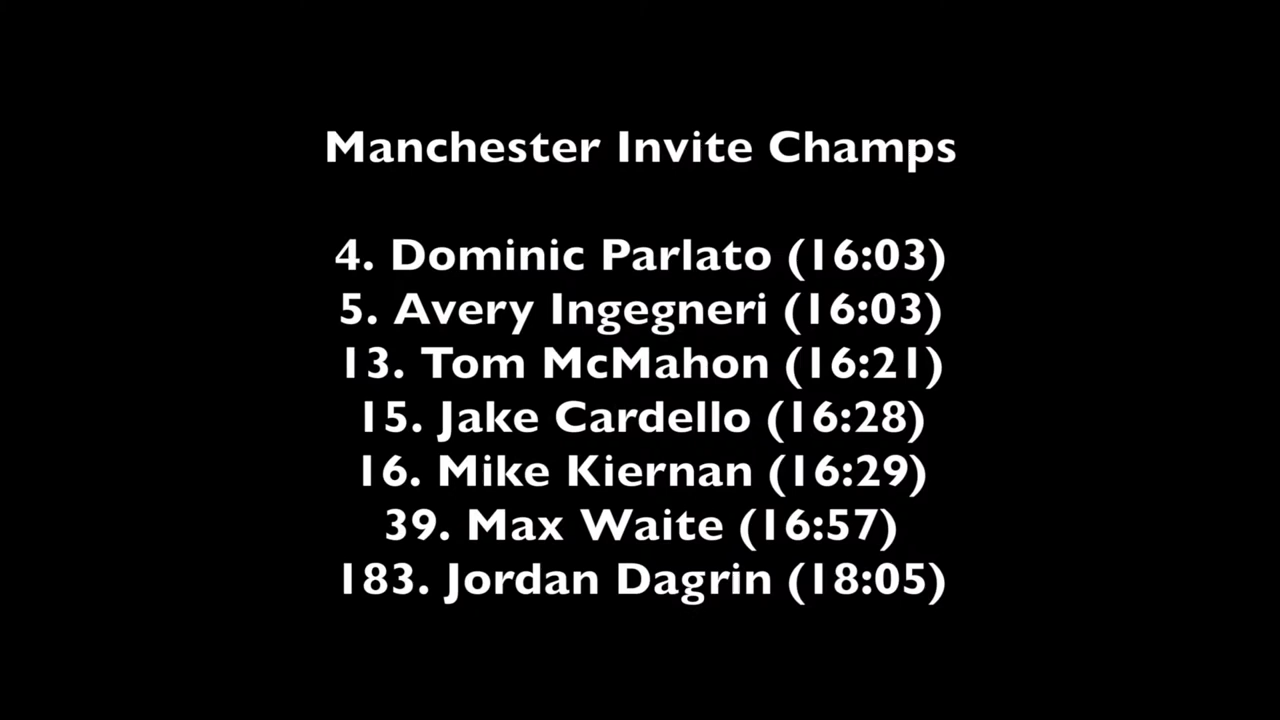 Manchester Invite Champs
4. Dominic Parlato (16:03)
5. Avery Ingegneri (16:03)
13. Tom McMahon (16:21)
15. Jake Cardello (16:28)
16. Mike Kiernan (16:29)
39. Max Waite (16:57)
183. Jordan Dagrin (18:05)